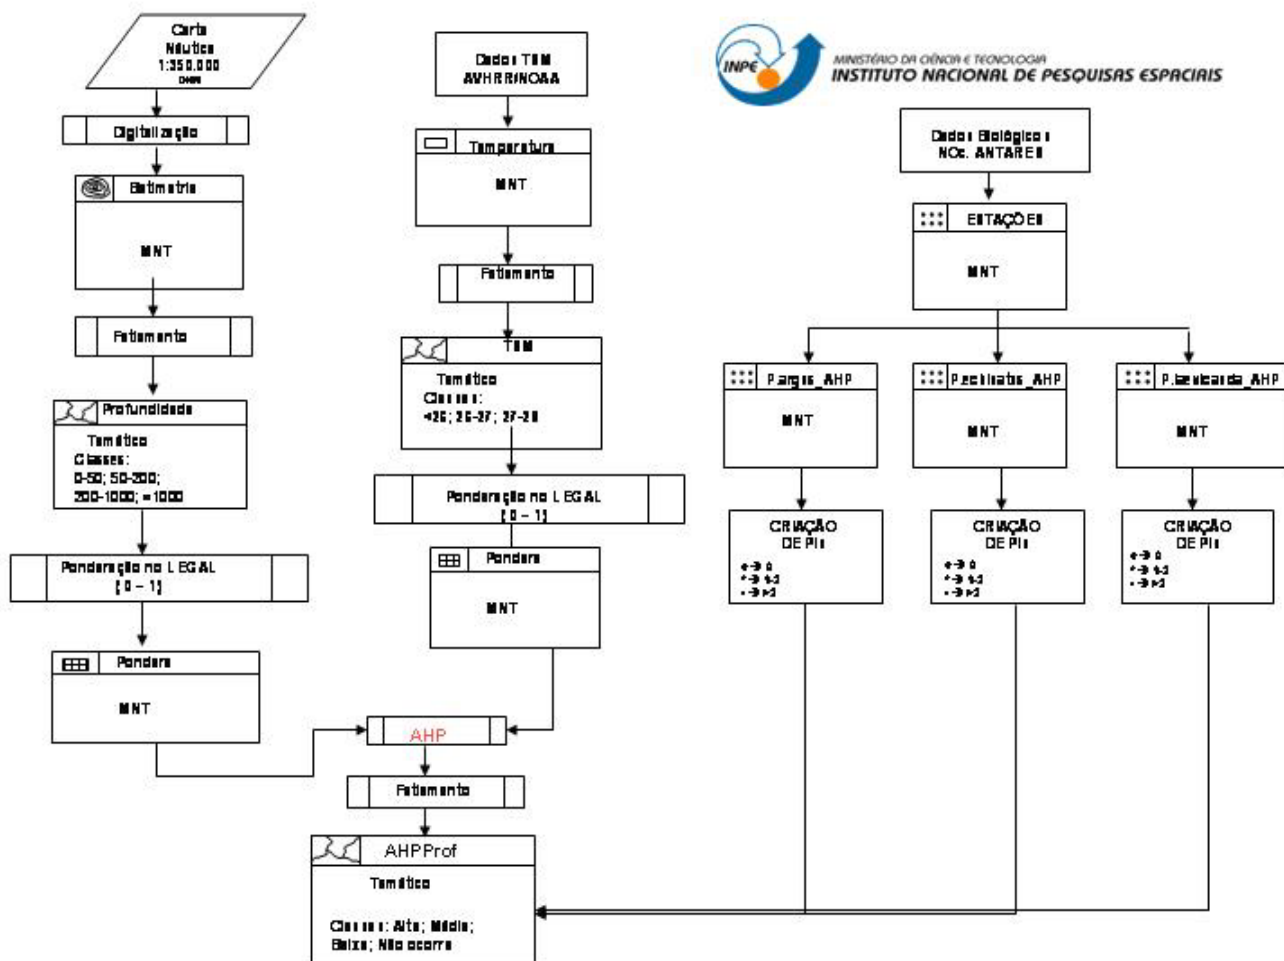 Carta
Náutica
1:350.000
Digitalização
Batimetria
MNT
Fatiamento
Profundidade
Temático
Classes:
0-50; 50-200;
200-1000;
Ponderação no LEGAL
[ 0 – 1]
Pondera
MNT
Dados TSM
AVHRR/NOAA
Temperatura
MNT
Fatiamento
TSM
Temático
Classes:
26-27; 27-28
Ponderação no LEGAL
[ 0 – 1]
Pondera
MNT
AHP
Fatiamento
AHPProf
Temático
Classes: Alta; Média;
Baixa; Não ocorre
INPE
MINISTÉRIO DA CIÊNCIA E TECNOLOGIA
INSTITUTO NACIONAL DE PESQUISAS ESPACIAIS
Dados Biológicos
NOc. ANTARES
ESTAÇÕES
MNT
P.argus_AHP
MNT
P.echinatus_AHP
MNT
P.laevicauda_AHP
MNT
CRIAÇÃO
DE PIs
CRIAÇÃO
DE PIs
CRIAÇÃO
DE PIs